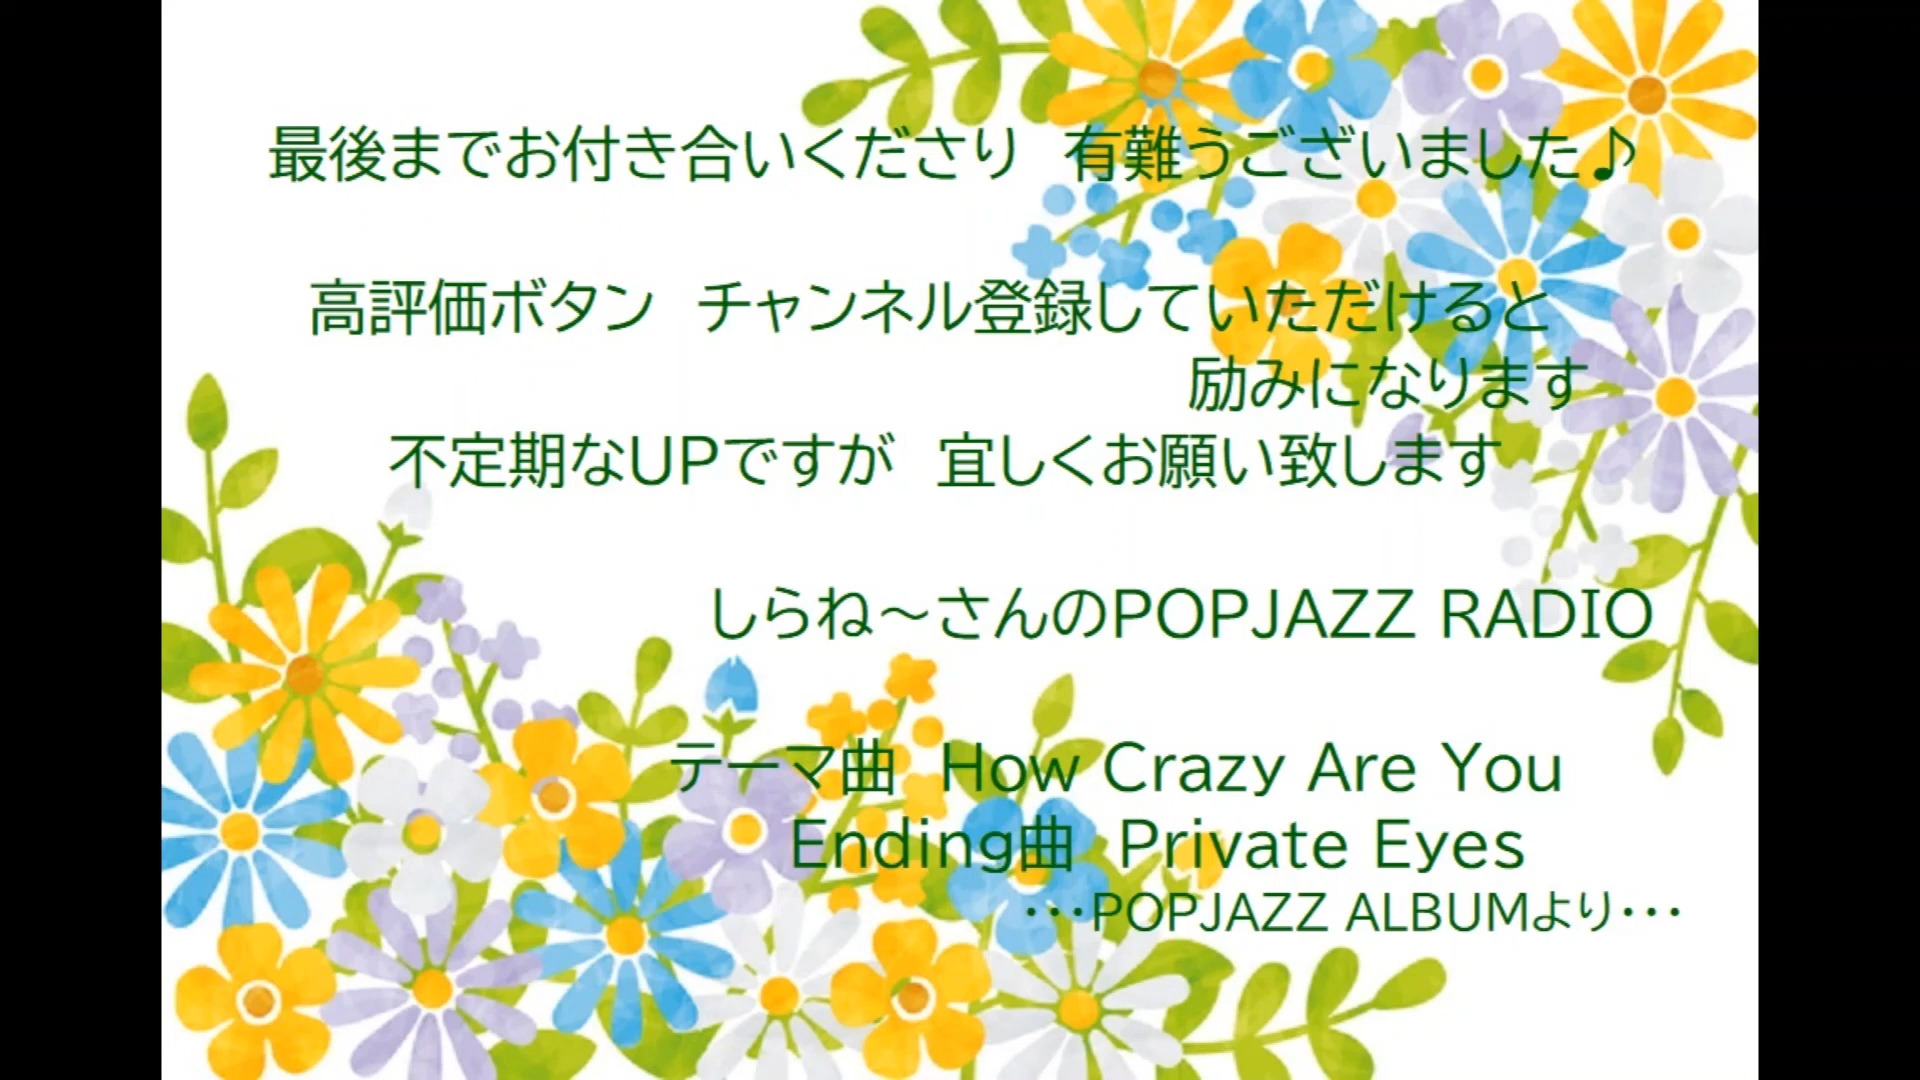 最後までお付き合いくださり　有難うございました♪
高評価ボタン　チャンネル登録していただけると
励みになります
不定期なUPですが　宜しくお願い致します
しらね～さんのPOPJAZZ RADIO
テーマ曲　How Crazy Are You
Ending曲　Private Eyes
･･･POPJAZZ ALBUMより･･･